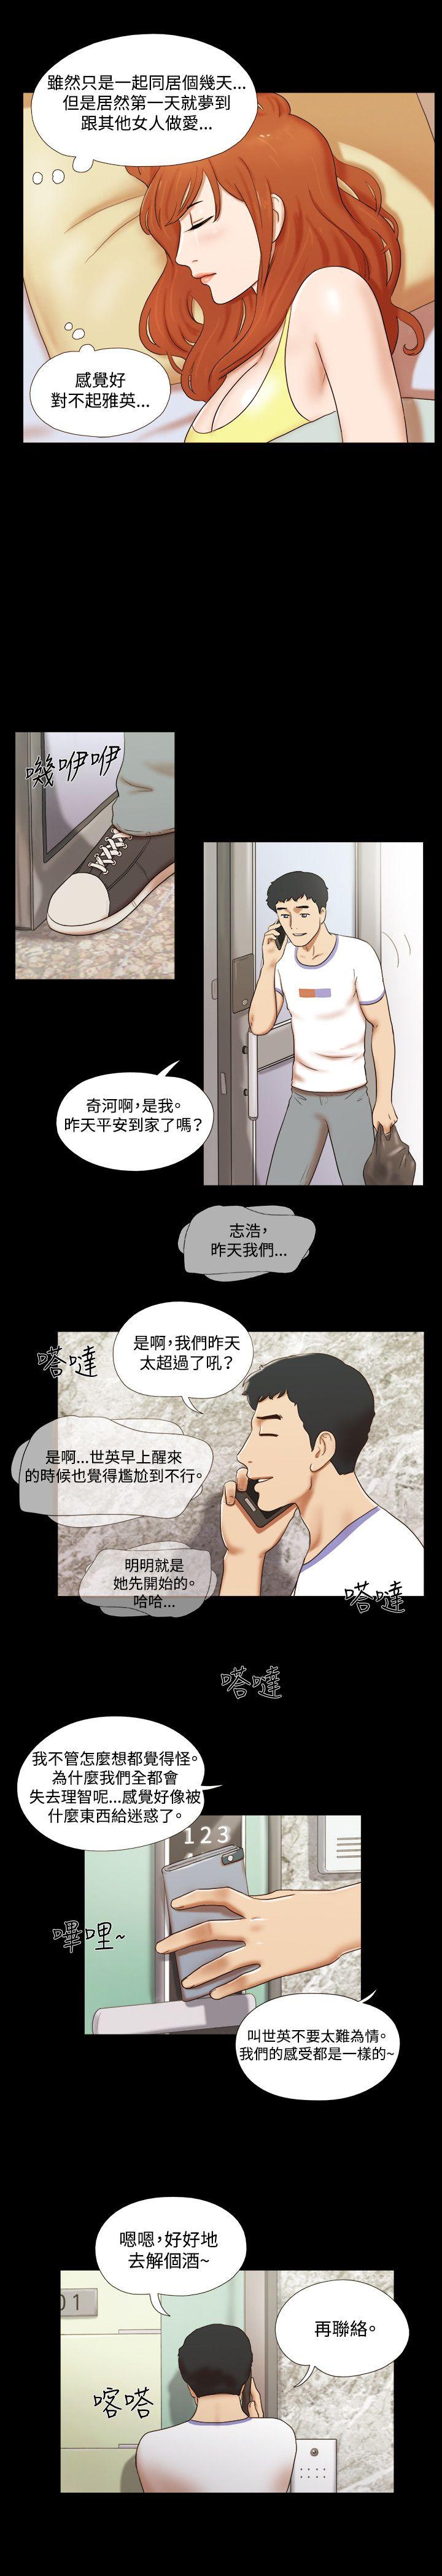 雖然只是一起同居個幾天...
但是居然第一天就夢到
跟其他女人做愛...
感覺好
對不起雅英...
嘰咿咿
奇河啊，是我。
昨天平安到家了嗎？
志浩，
昨天我們...
是啊，我們昨天
太超過了吼？
嗒噠
是啊...世英早上醒來
的時候也覺得尷尬到不行。
明明就是
她先開始的。
哈哈...
嗒噠
嗒噠
我不管怎麼想都覺得怪。
為什麼我們全都會
失去理智呢...感覺好像被
什麼東西給迷惑了。
123
嗶哩~
叫世英不要太難為情。
我們的感受都是一樣的~
嗯嗯，好好地
去解個酒~
01
再聯絡。
喀嗒